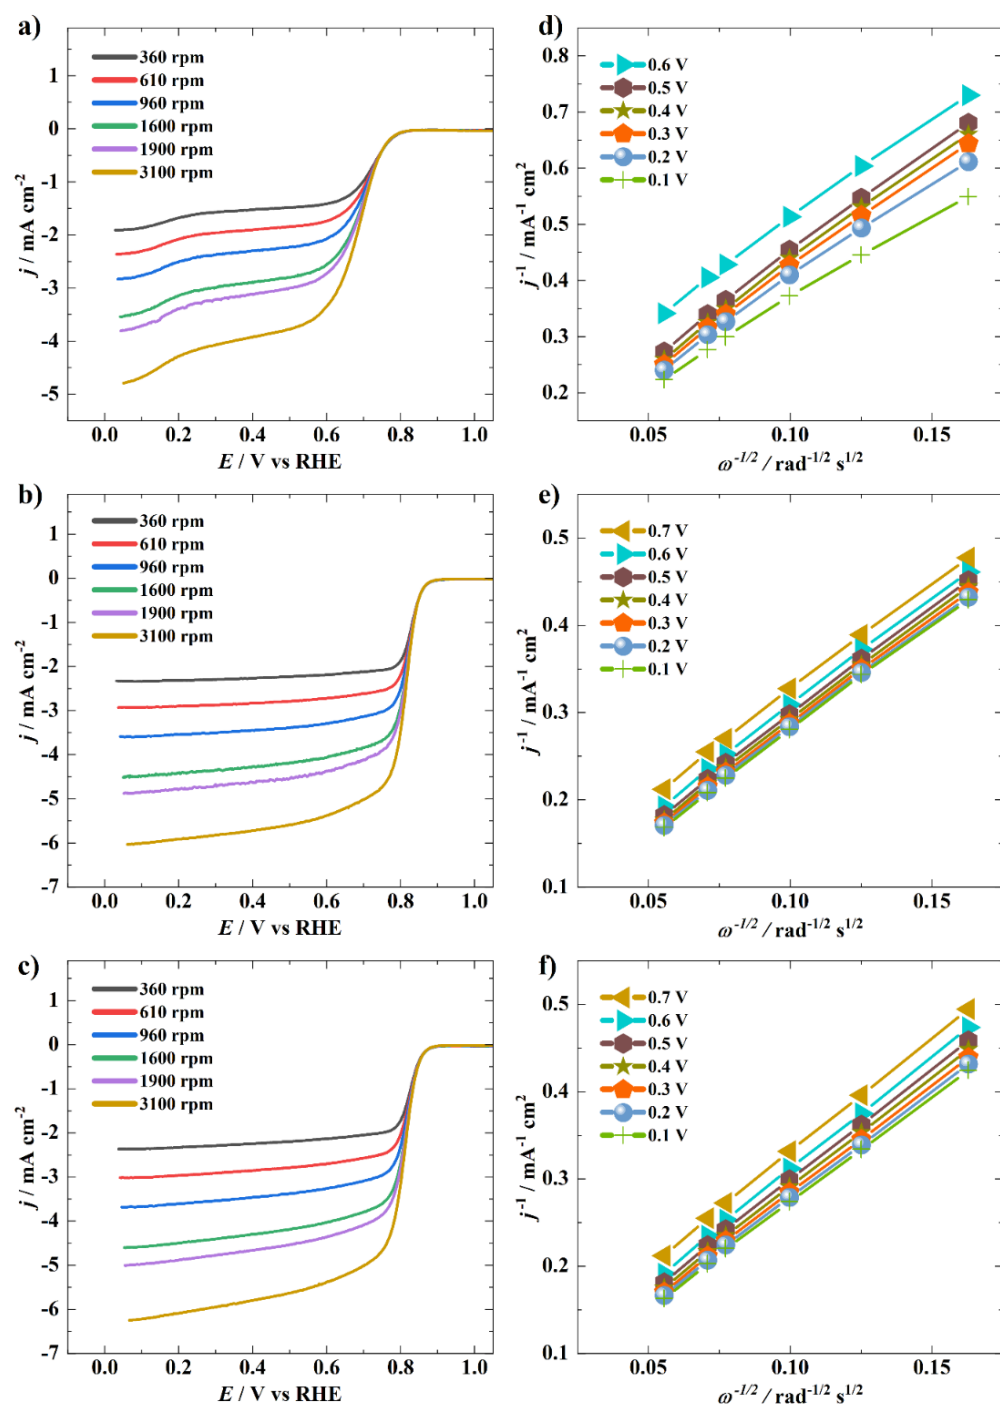 a)
1
0
-1
-2
-3
-4
-5
j / mA cm-2
360 rpm
610 rpm
960 rpm
1600 rpm
1900 rpm
3100 rpm
0.0 0.2 0.4 0.6 0.8 1.0
E / V vs RHE
d)
0.8
0.7
0.6
0.5
0.4
0.3
0.2
j-1 / mA-1 cm2
0.6 V
0.5 V
0.4 V
0.3 V
0.2 V
0.1 V
0.05 0.10 0.15
ω-1/2 / rad-1/2 s1/2
b)
1
0
-1
-2
-3
-4
-5
-6
-7
j / mA cm-2
360 rpm
610 rpm
960 rpm
1600 rpm
1900 rpm
3100 rpm
0.0 0.2 0.4 0.6 0.8 1.0
E / V vs RHE
e)
0.5
0.4
0.3
0.2
0.1
j-1 / mA-1 cm2
0.7 V
0.6 V
0.5 V
0.4 V
0.3 V
0.2 V
0.1 V
0.05 0.10 0.15
ω-1/2 / rad-1/2 s1/2
c)
1
0
-1
-2
-3
-4
-5
-6
-7
j / mA cm-2
360 rpm
610 rpm
960 rpm
1600 rpm
1900 rpm
3100 rpm
0.0 0.2 0.4 0.6 0.8 1.0
E / V vs RHE
f)
0.5
0.4
0.3
0.2
0.1
j-1 / mA-1 cm2
0.7 V
0.6 V
0.5 V
0.4 V
0.3 V
0.2 V
0.1 V
0.05 0.10 0.15
ω-1/2 / rad-1/2 s1/2